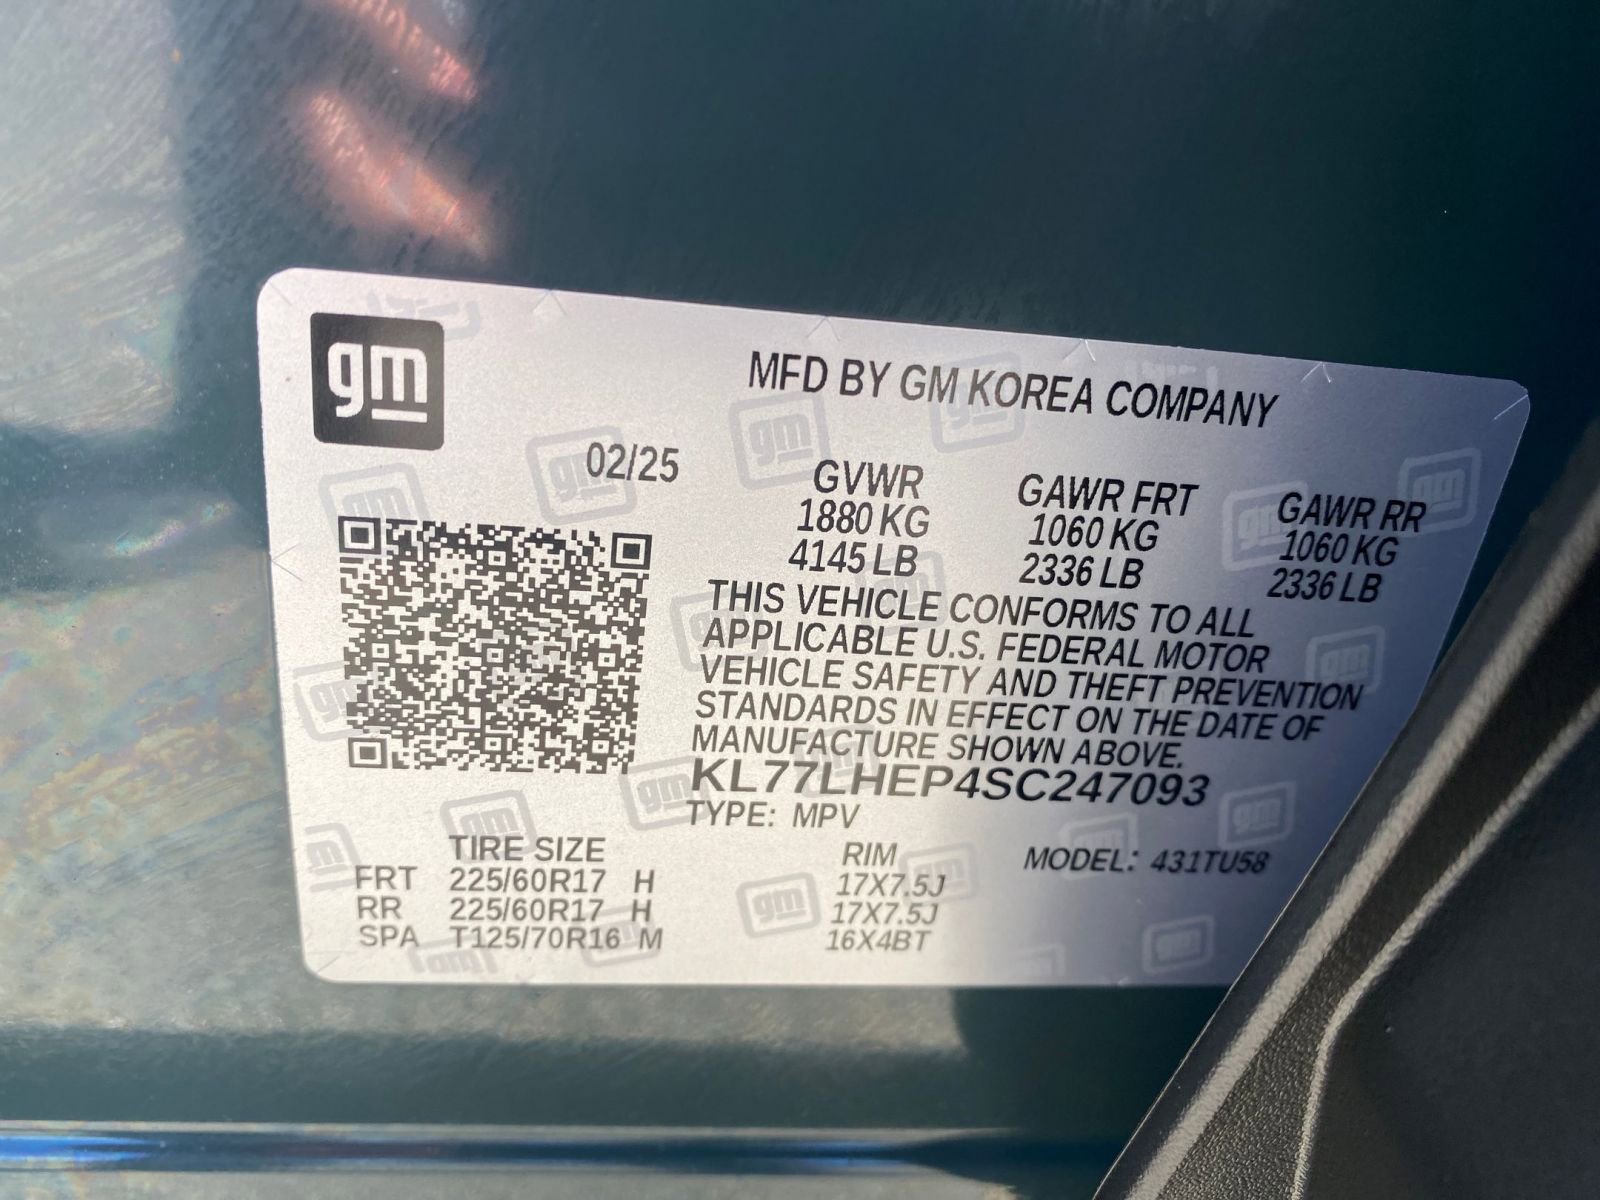 gm
MFD BY GM KOREA COMPANY
02/25
GVWR GAWR FRT GAWR RR
1880 KG 1060 KG 1060 KG
4145 LB 2336 LB 2336 LB
THIS VEHICLE CONFORMS TO ALL
APPLICABLE U.S. FEDERAL MOTOR
VEHICLE SAFETY AND THEFT PREVENTION
STANDARDS IN EFFECT ON THE DATE OF
MANUFACTURE SHOWN ABOVE.
KL77LHEP4SC247093
TYPE: MPV
MODEL: 431TU58
TIRE SIZE RIM
FRT 225/60R17 H 17X7.5J
RR 225/60R17 H 17X7.5J
SPA T125/70R16 M 16X4BT